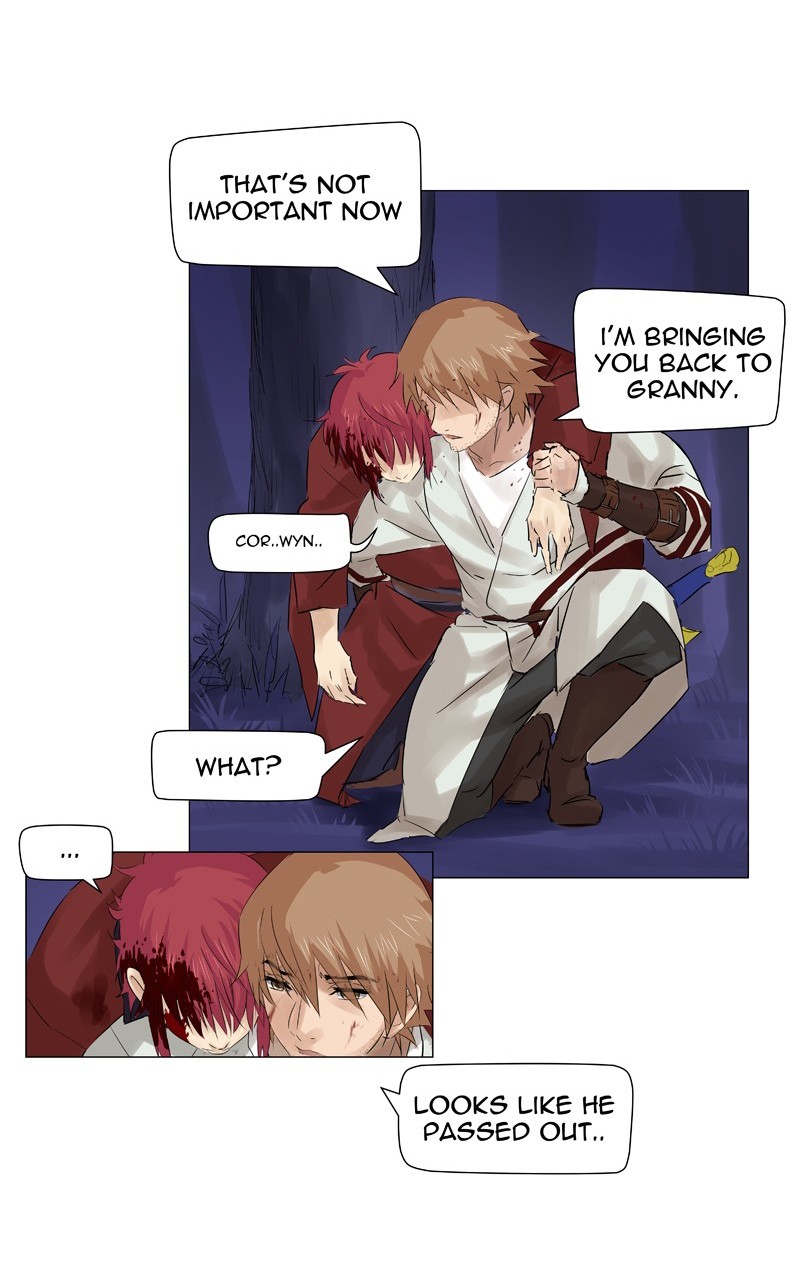 THAT'S NOT
IMPORTANT NOW
I'M BRINGING
YOU BACK TO
GRANNY.
COR..WYN..
WHAT?
...
LOOKS LIKE HE
PASSED OUT..